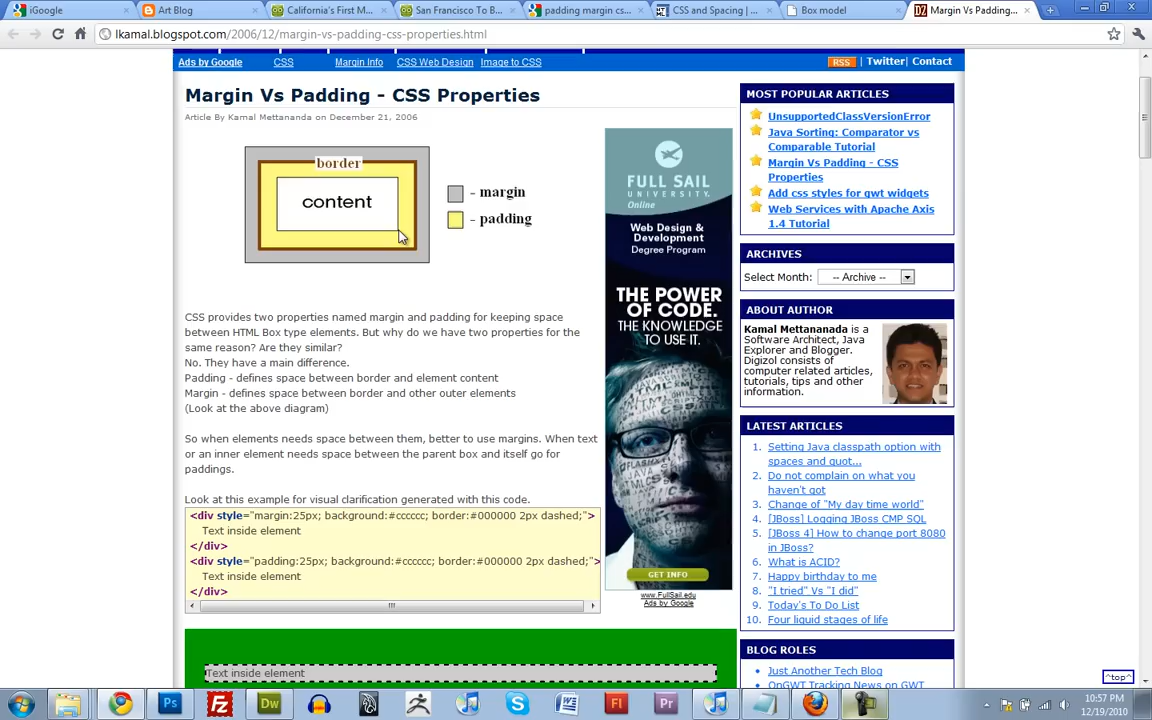 iGoogle
Art Blog
California's First M...
San Francisco To B...
padding margin cs...
CSS and Spacing | ...
Box model
Margin Vs Padding...
lkamal.blogspot.com/2006/12/margin-vs-padding-css-properties.html
Ads by Google CSS Margin Info CSS Web Design Image to CSS
RSS | Twitter| Contact
Margin Vs Padding - CSS Properties
Article By Kamal Mettananda on December 21, 2006
border
content
- margin
- padding
CSS provides two properties named margin and padding for keeping space
between HTML Box type elements. But why do we have two properties for the
same reason? Are they similar?
No. They have a main difference.
Padding - defines space between border and element content
Margin - defines space between border and other outer elements
(Look at the above diagram)
So when elements needs space between them, better to use margins. When text
or an inner element needs space between the parent box and itself go for
paddings.
Look at this example for visual clarification generated with this code.
<div style="margin:25px; background:#cccccc; border:#000000 2px dashed;">
Text inside element
</div>
<div style="padding:25px; background:#cccccc; border:#000000 2px dashed;">
Text inside element
</div>
Text inside element
FULL SAIL
UNIVERSITY.
Online
Web Design &
Development
Degree Program
THE POWER
OF CODE.
THE KNOWLEDGE
TO USE IT.
GET INFO
www.FullSail.edu
Ads by Google
MOST POPULAR ARTICLES
UnsupportedClassVersionError
Java Sorting: Comparator vs
Comparable Tutorial
Margin Vs Padding - CSS
Properties
Add css styles for gwt widgets
Web Services with Apache Axis
1.4 Tutorial
ARCHIVES
Select Month: -- Archive --
ABOUT AUTHOR
Kamal Mettananada is a
Software Architect, Java
Explorer and Blogger.
Digizol consists of
computer related articles,
tutorials, tips and other
information.
LATEST ARTICLES
1. Setting Java classpath option with
spaces and quot...
2. Do not complain on what you
haven't got
3. Change of "My day time world"
4. [JBoss] Logging JBoss CMP SQL
5. [JBoss 4] How to change port 8080
in JBoss?
6. What is ACID?
7. Happy birthday to me
8. "I tried" Vs "I did"
9. Today's To Do List
10. Four liquid stages of life
BLOG ROLES
Just Another Tech Blog
OnGWT Tracking News on GWT
^top^
Ps
Fz
Dw
Fl
Pr
10:57 PM
12/19/2010